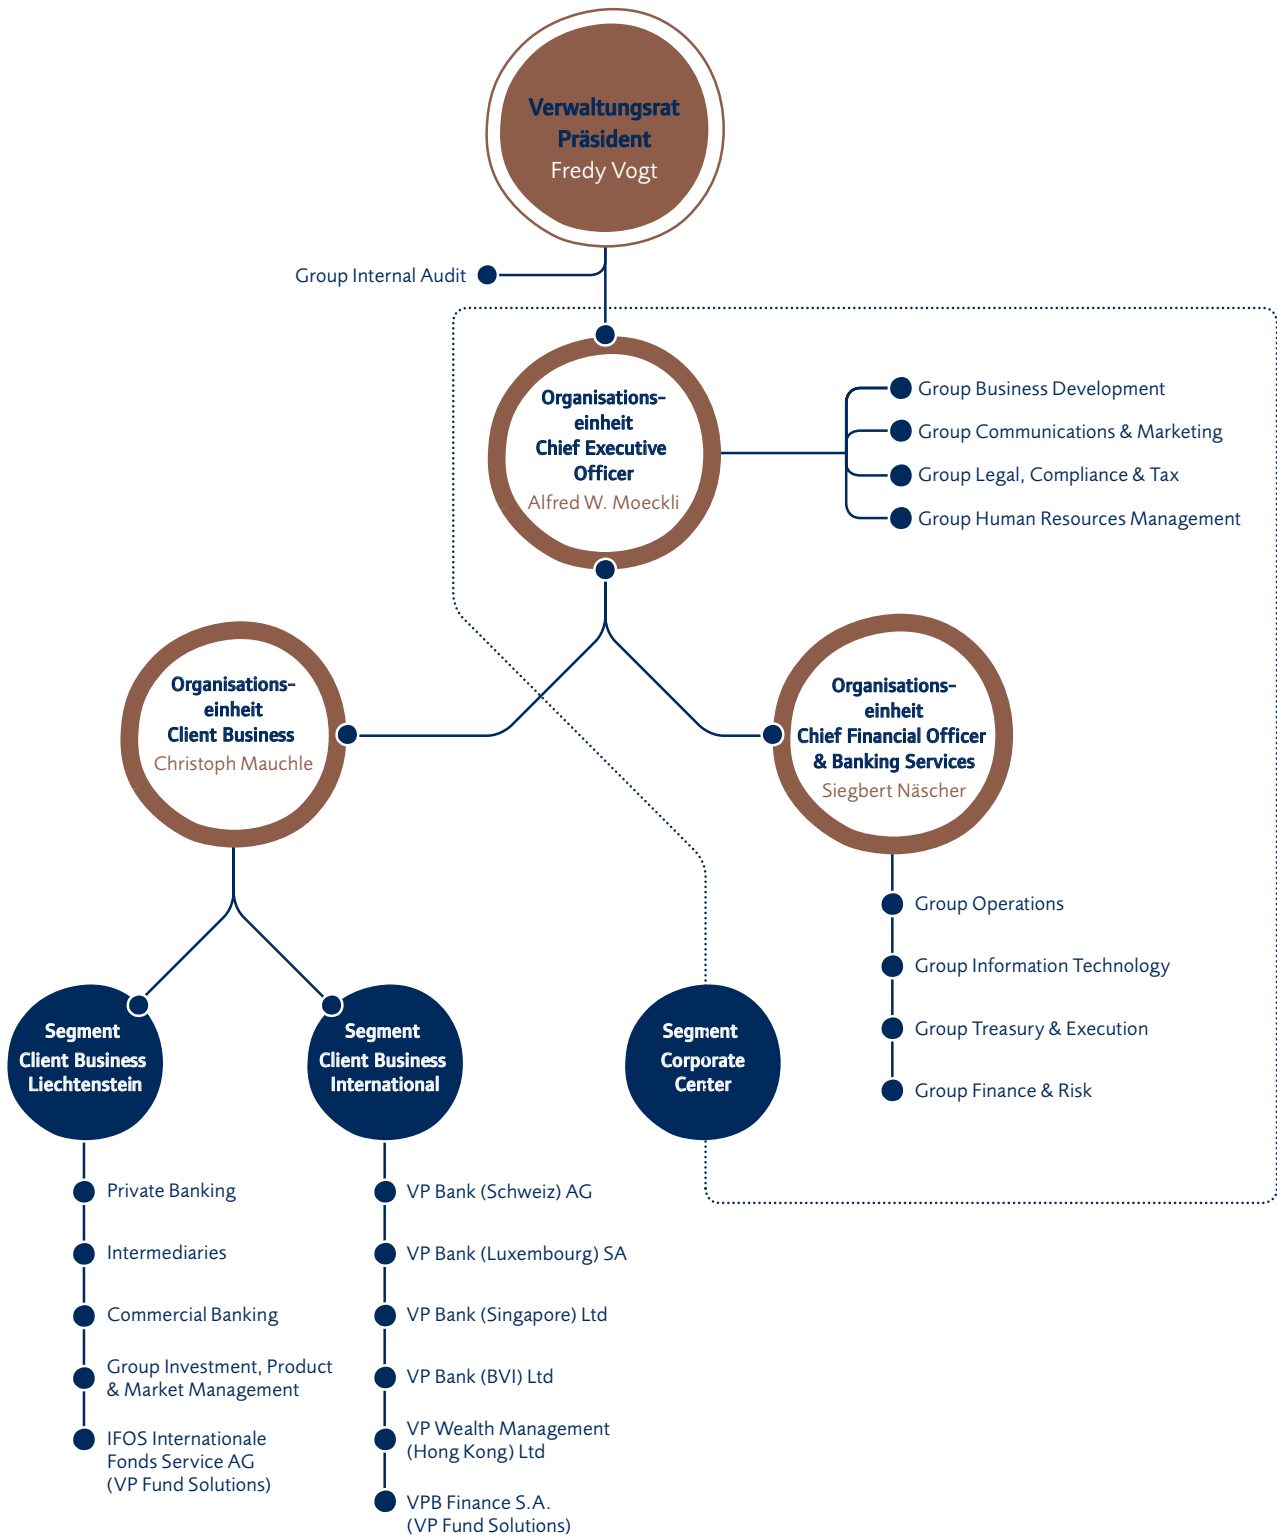 Verwaltungsrat
Präsident
Fredy Vogt
Group Internal Audit
Organisations-
einheit
Chief Executive
Officer
Alfred W. Moeckli
Group Business Development
Group Communications & Marketing
Group Legal, Compliance & Tax
Group Human Resources Management
Organisations-
einheit
Client Business
Christoph Mauchle
Organisations-
einheit
Chief Financial Officer
& Banking Services
Siegbert Näscher
Group Operations
Group Information Technology
Group Treasury & Execution
Group Finance & Risk
Segment
Client Business
Liechtenstein
Segment
Client Business
International
Segment
Corporate
Center
Private Banking
Intermediaries
Commercial Banking
Group Investment, Product
& Market Management
IFOS Internationale
Fonds Service AG
(VP Fund Solutions)
VP Bank (Schweiz) AG
VP Bank (Luxembourg) SA
VP Bank (Singapore) Ltd
VP Bank (BVI) Ltd
VP Wealth Management
(Hong Kong) Ltd
VPB Finance S.A.
(VP Fund Solutions)